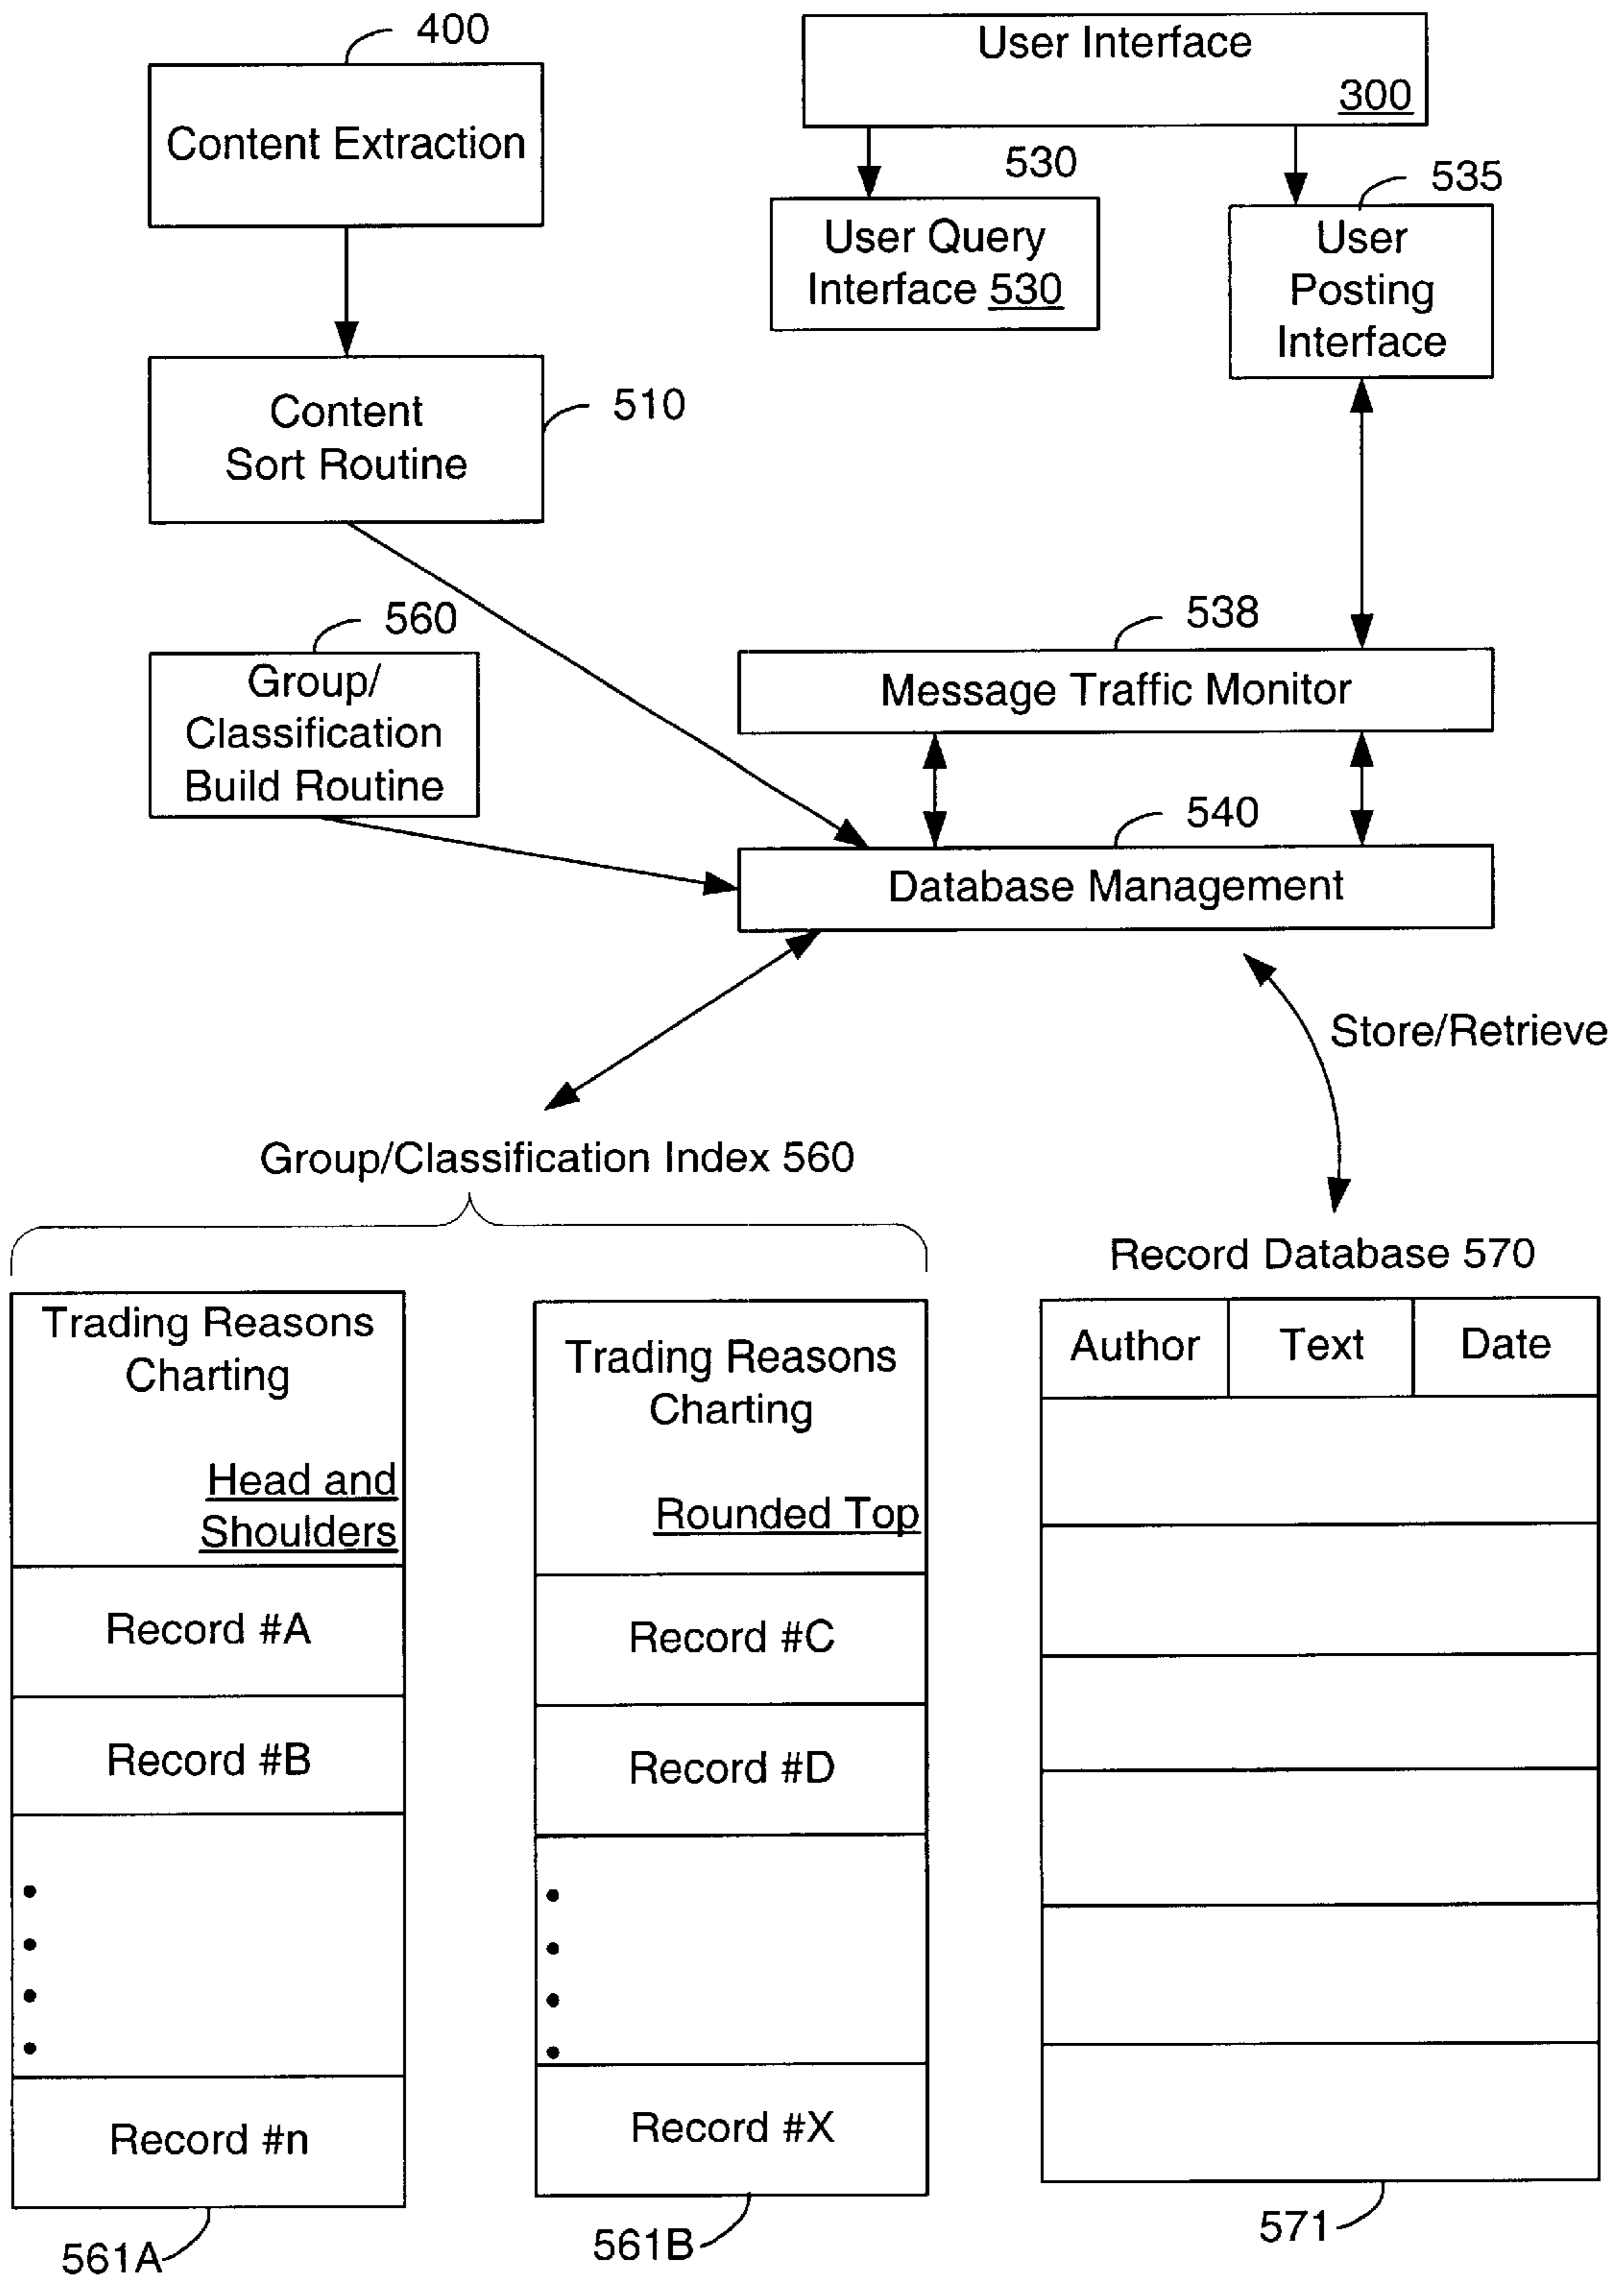 400
Content Extraction
User Interface
300
530
User Query
Interface 530
535
User
Posting
Interface
Content
Sort Routine
510
560
Group/
Classification
Build Routine
538
Message Traffic Monitor
540
Database Management
Store/Retrieve
Group/Classification Index 560
Record Database 570
Trading Reasons
Charting
Head and
Shoulders
Record #A
Record #B
Record #n
561A
Trading Reasons
Charting
Rounded Top
Record #C
Record #D
Record #X
561B
Author Text Date
571